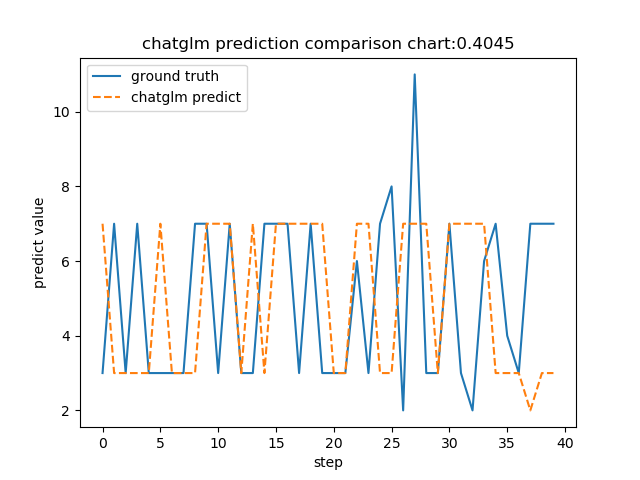 chatglm prediction comparison chart:0.4045
ground truth
chatglm predict
predict value
10
8
6
4
2
0 5 10 15 20 25 30 35 40
step